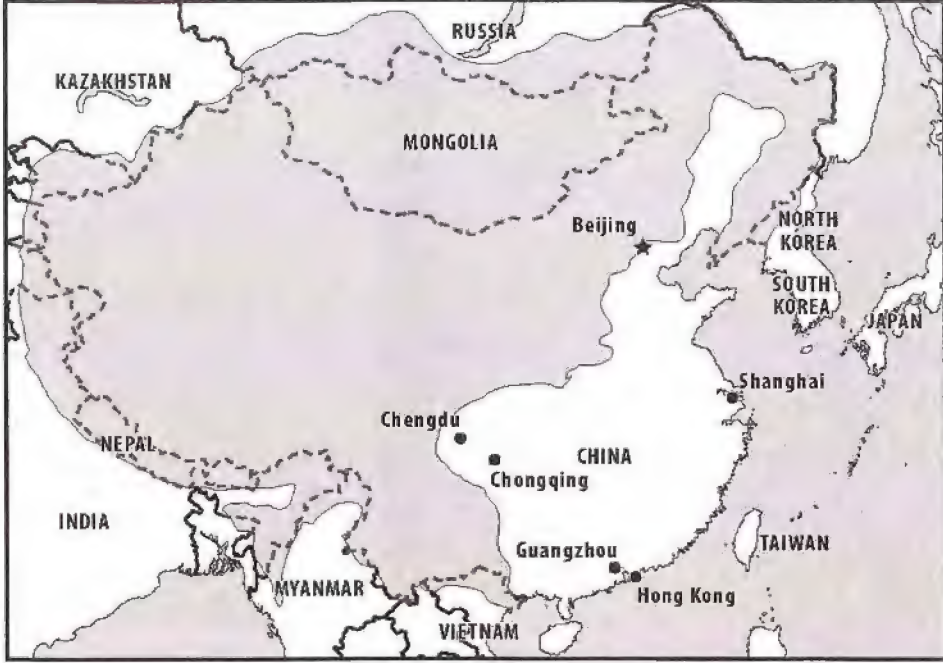 RUSSIA
KAZAKHSTAN
MONGOLIA
Beijing
NORTH
KOREA
SOUTH
KOREA
JAPAN
Shanghai
Chengdu
NEPAL
CHINA
Chongqing
INDIA
Guangzhou
TAIWAN
MYANMAR
Hong Kong
VIETNAM